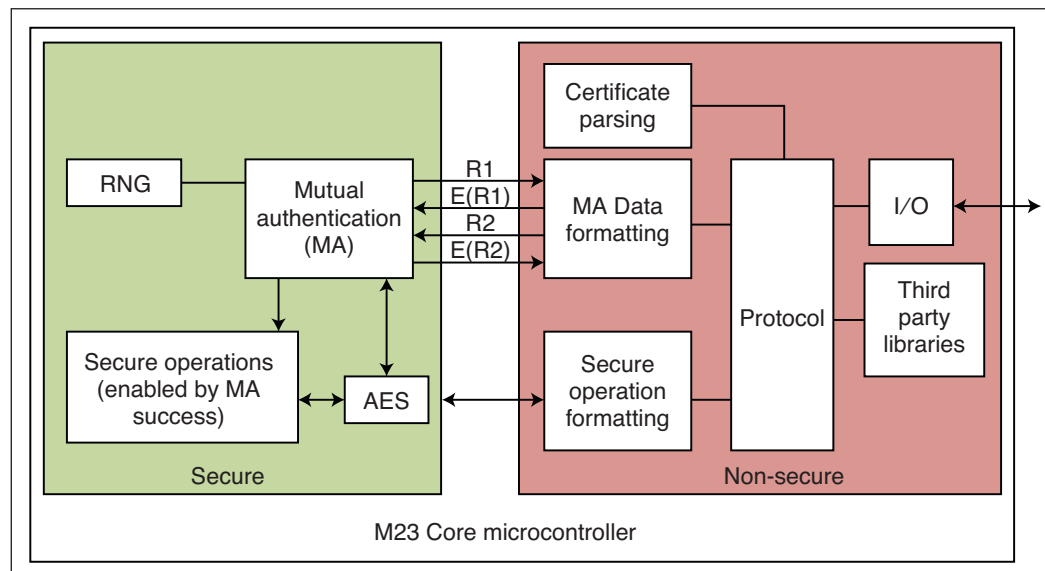 Certificate
parsing
RNG
Mutual
authentication
(MA)
R1
E(R1)
R2
E(R2)
MA Data
formatting
I/O
Protocol
Third
party
libraries
Secure operations
(enabled by MA
success)
AES
Secure
operation
formatting
Secure
Non-secure
M23 Core microcontroller